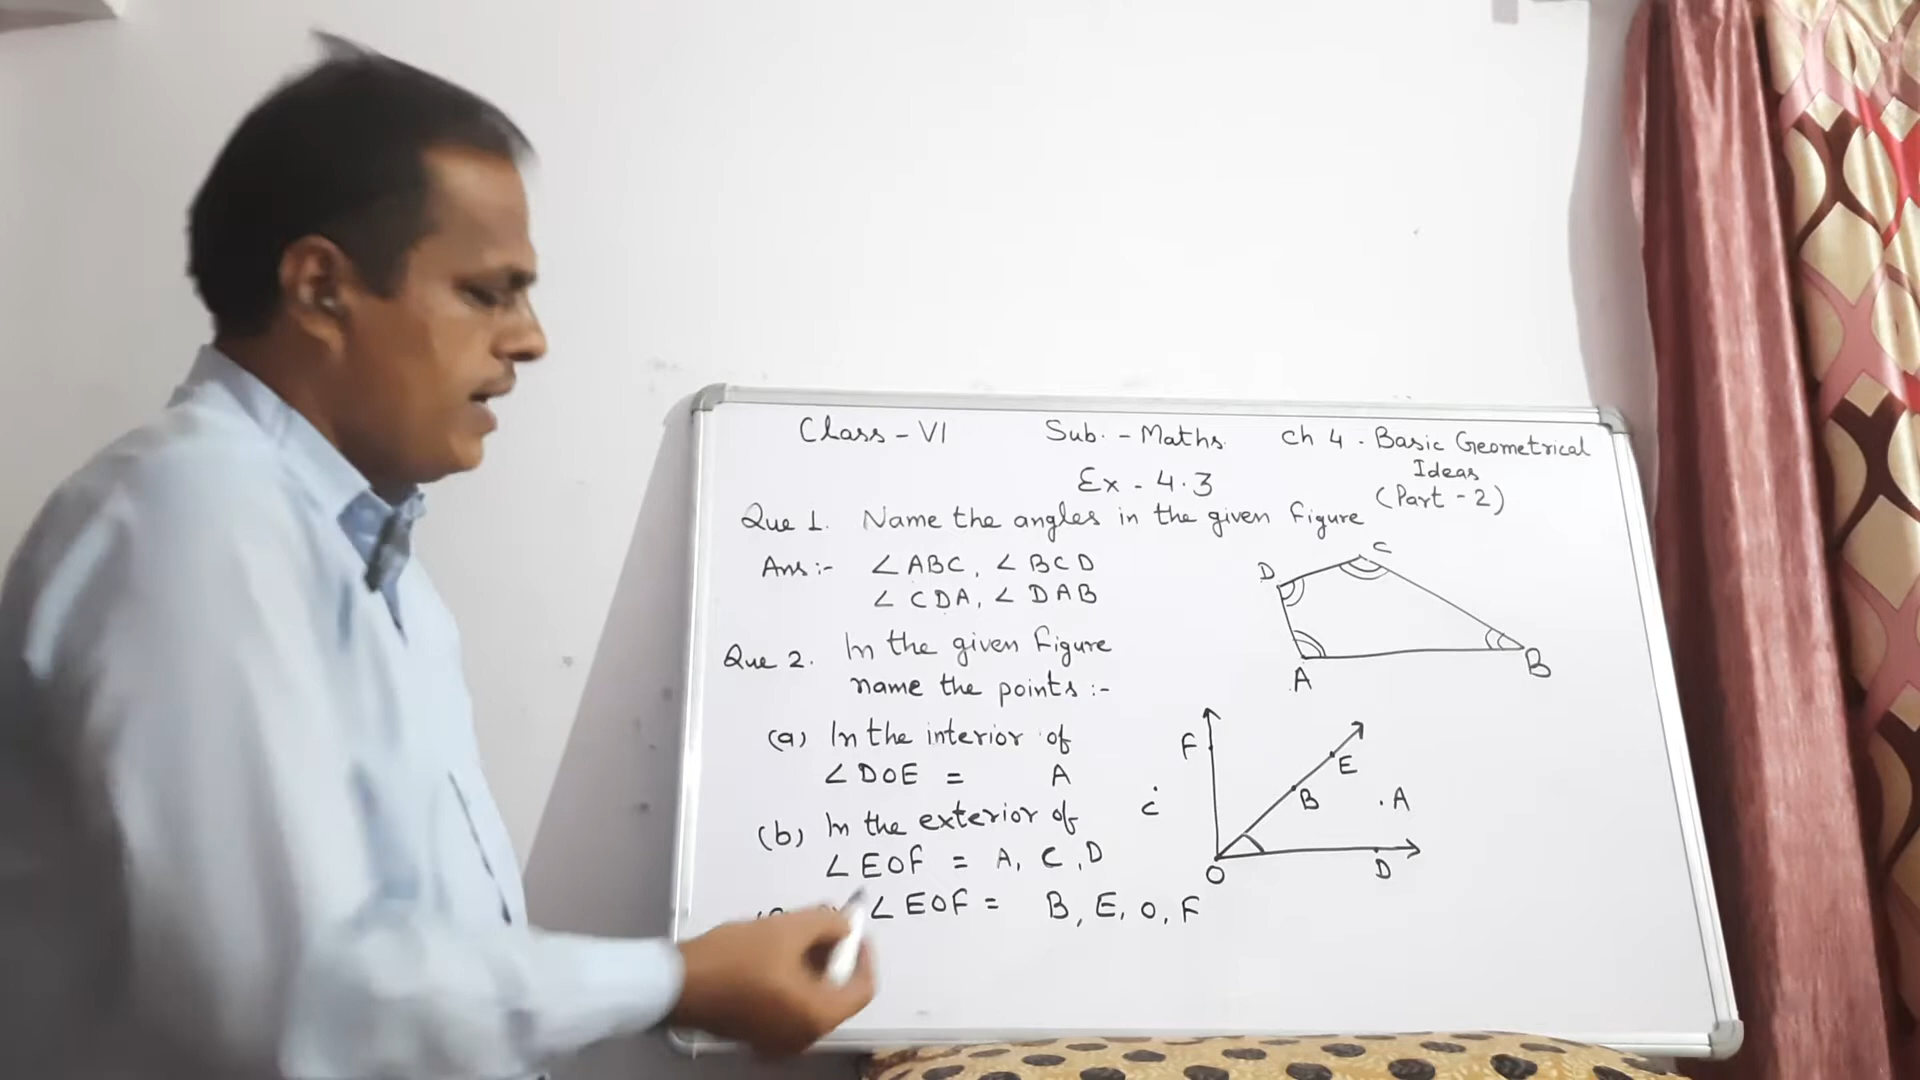 Class - VI Sub. - Maths. Ch 4 . Basic Geometrical
Ideas
(Part - 2)
Ex - 4.3
Que 1. Name the angles in the given figure
Ans :- ∠ABC, ∠BCD
∠CDA, ∠DAB
D C A B
Que 2. In the given figure
name the points :-
(a) In the interior of
∠DOE = A
(b) In the exterior of
∠EOF = A, C, D
∠EOF = B, E, O, F
F E B .A C O D